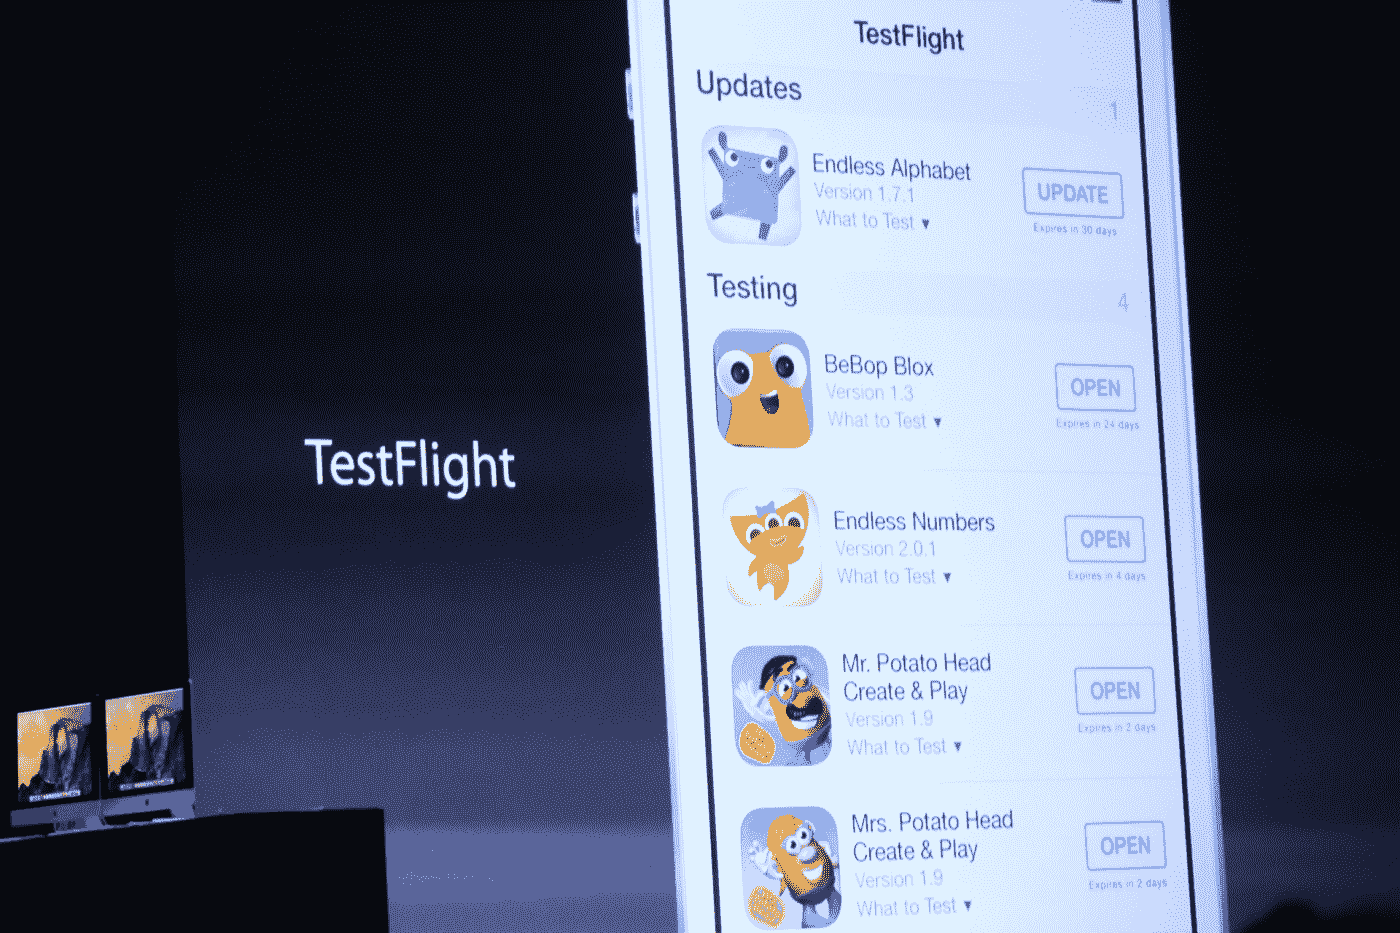 TestFlight
TestFlight
Updates
1
Endless Alphabet
Version 1.7.1
What to Test ▼
UPDATE
Expires in 30 days
Testing
4
BeBop Blox
Version 1.3
What to Test ▼
OPEN
Expires in 24 days
Endless Numbers
Version 2.0.1
What to Test ▼
OPEN
Expires in 4 days
Mr. Potato Head
Create & Play
Version 1.9
What to Test ▼
OPEN
Expires in 2 days
Mrs. Potato Head
Create & Play
Version 1.9
What to Test ▼
OPEN
Expires in 2 days